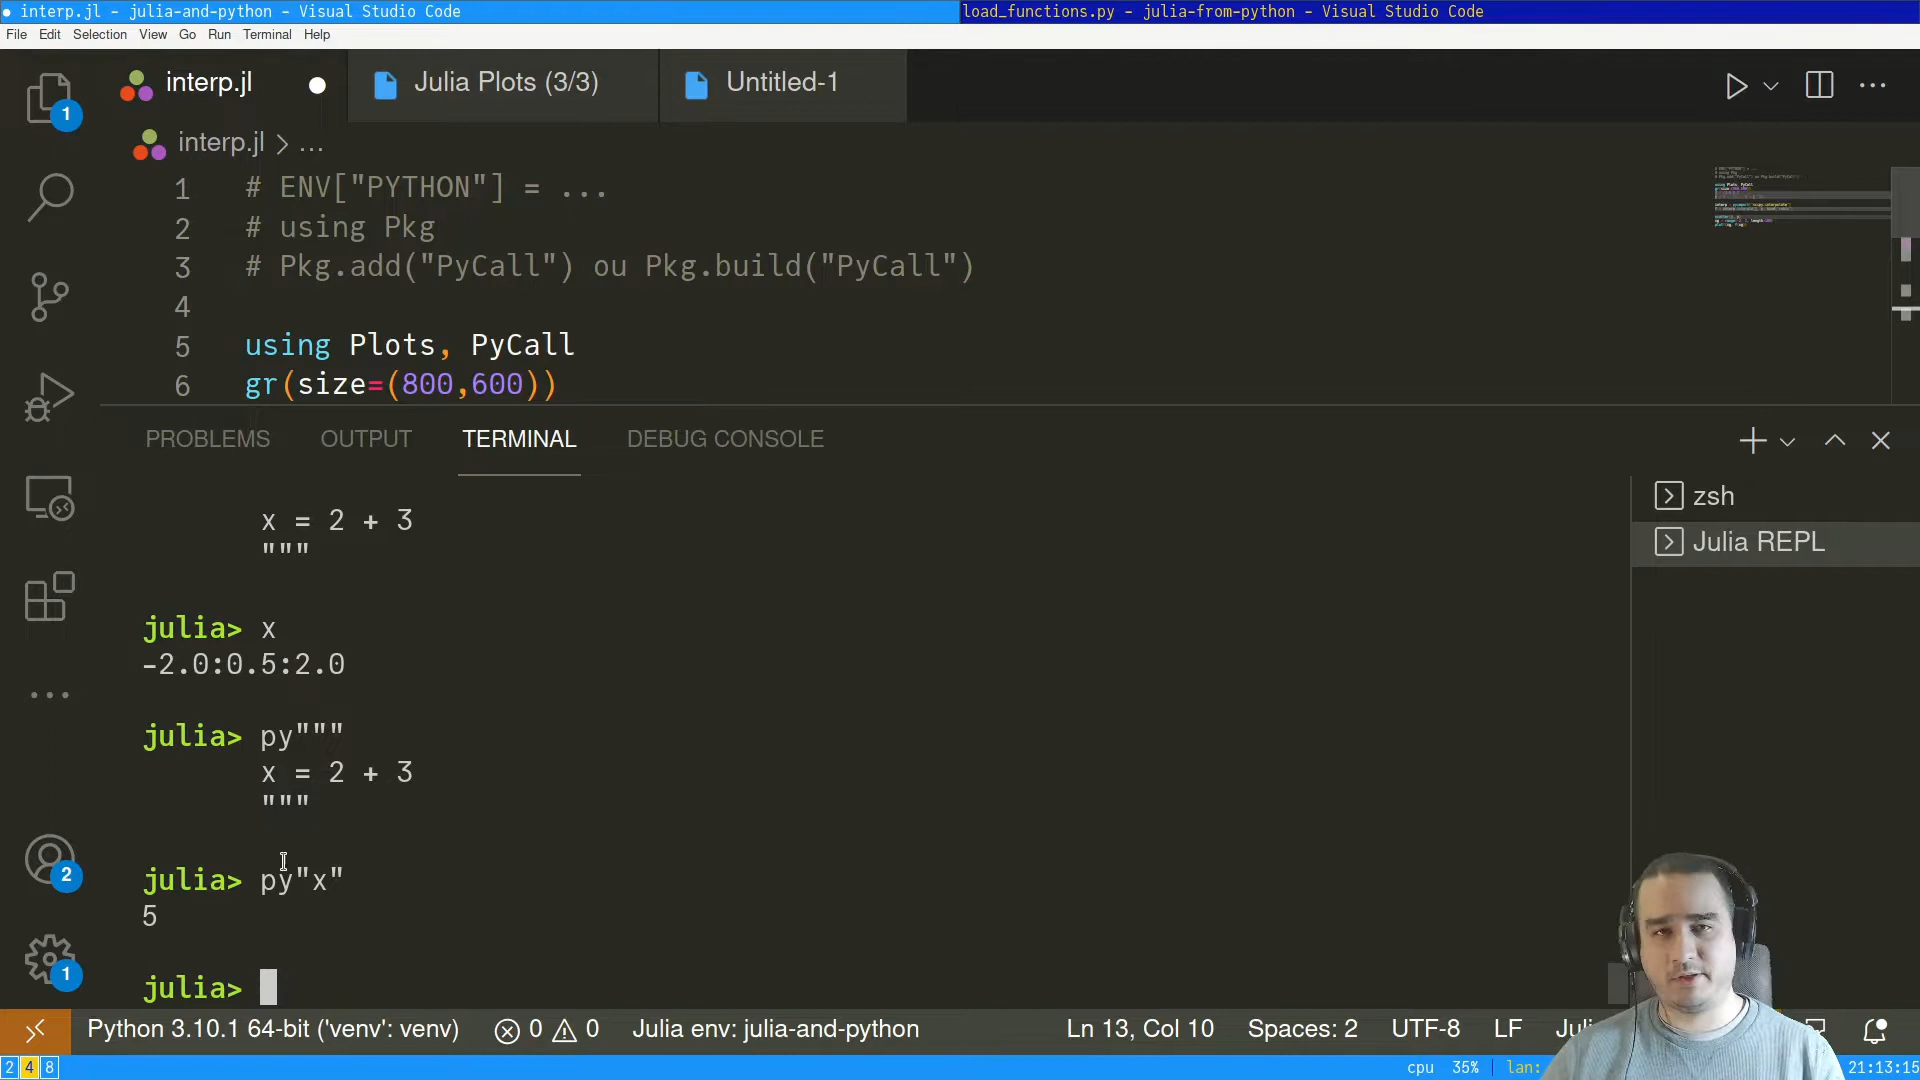 interp.jl - julia-and-python - Visual Studio Code
load_functions.py - julia-from-python - Visual Studio Code
File Edit Selection View Go Run Terminal Help
interp.jl
Julia Plots (3/3)
Untitled-1
1
interp.jl > ...
1 # ENV["PYTHON"] = ...
2 # using Pkg
3 # Pkg.add("PyCall") ou Pkg.build("PyCall")
4
5 using Plots, PyCall
6 gr(size=(800,600))
PROBLEMS OUTPUT TERMINAL DEBUG CONSOLE
zsh
Julia REPL
x = 2 + 3
"""
julia> x
-2.0:0.5:2.0
julia> py"""
x = 2 + 3
"""
julia> py"x"
5
julia>
2
1
Python 3.10.1 64-bit ('venv': venv) 0 0 Julia env: julia-and-python Ln 13, Col 10 Spaces: 2 UTF-8 LF
2 4 8 cpu 35% lan: 21:13:15